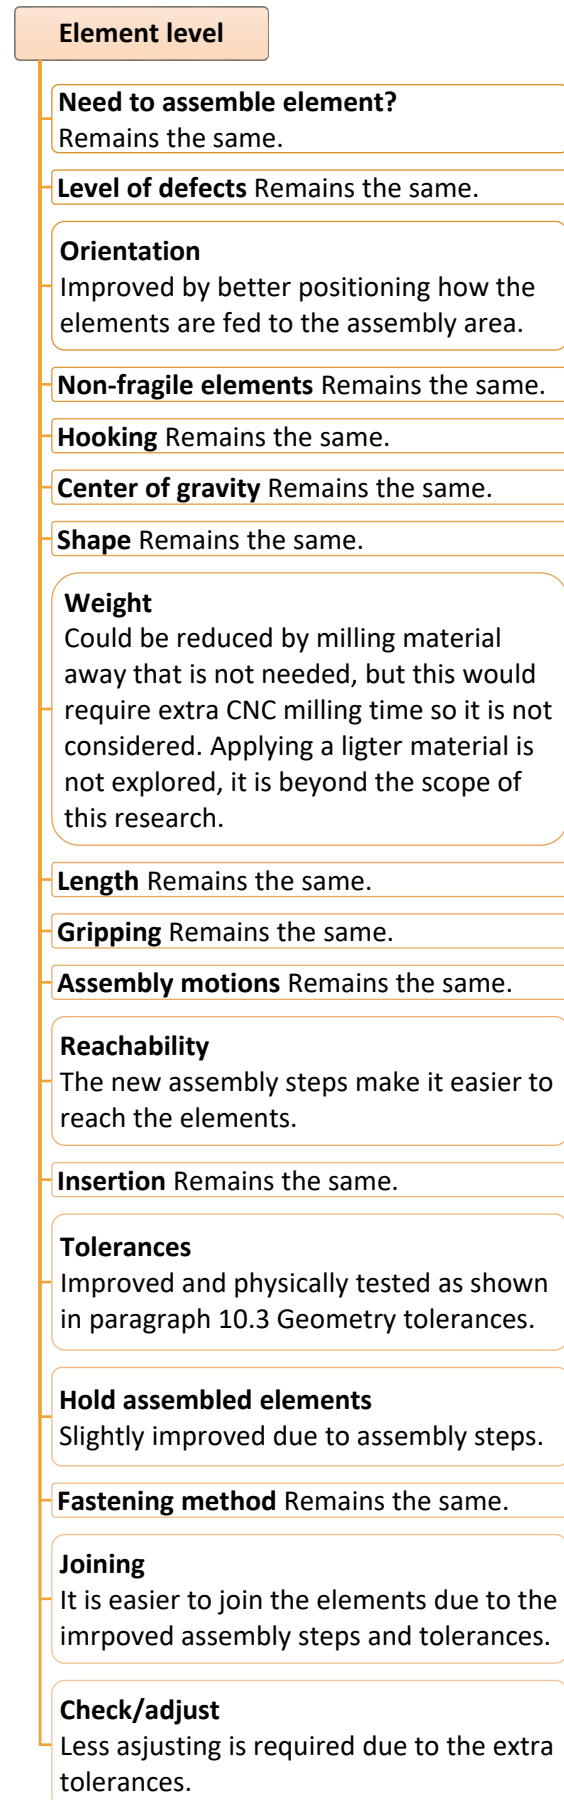 Element level
Need to assemble element?
Remains the same.
Level of defects Remains the same.
Orientation
Improved by better positioning how the
elements are fed to the assembly area.
Non-fragile elements Remains the same.
Hooking Remains the same.
Center of gravity Remains the same.
Shape Remains the same.
Weight
Could be reduced by milling material
away that is not needed, but this would
require extra CNC milling time so it is not
considered. Applying a ligter material is
not explored, it is beyond the scope of
this research.
Length Remains the same.
Gripping Remains the same.
Assembly motions Remains the same.
Reachability
The new assembly steps make it easier to
reach the elements.
Insertion Remains the same.
Tolerances
Improved and physically tested as shown
in paragraph 10.3 Geometry tolerances.
Hold assembled elements
Slightly improved due to assembly steps.
Fastening method Remains the same.
Joining
It is easier to join the elements due to the
imrpoved assembly steps and tolerances.
Check/adjust
Less asjusting is required due to the extra
tolerances.